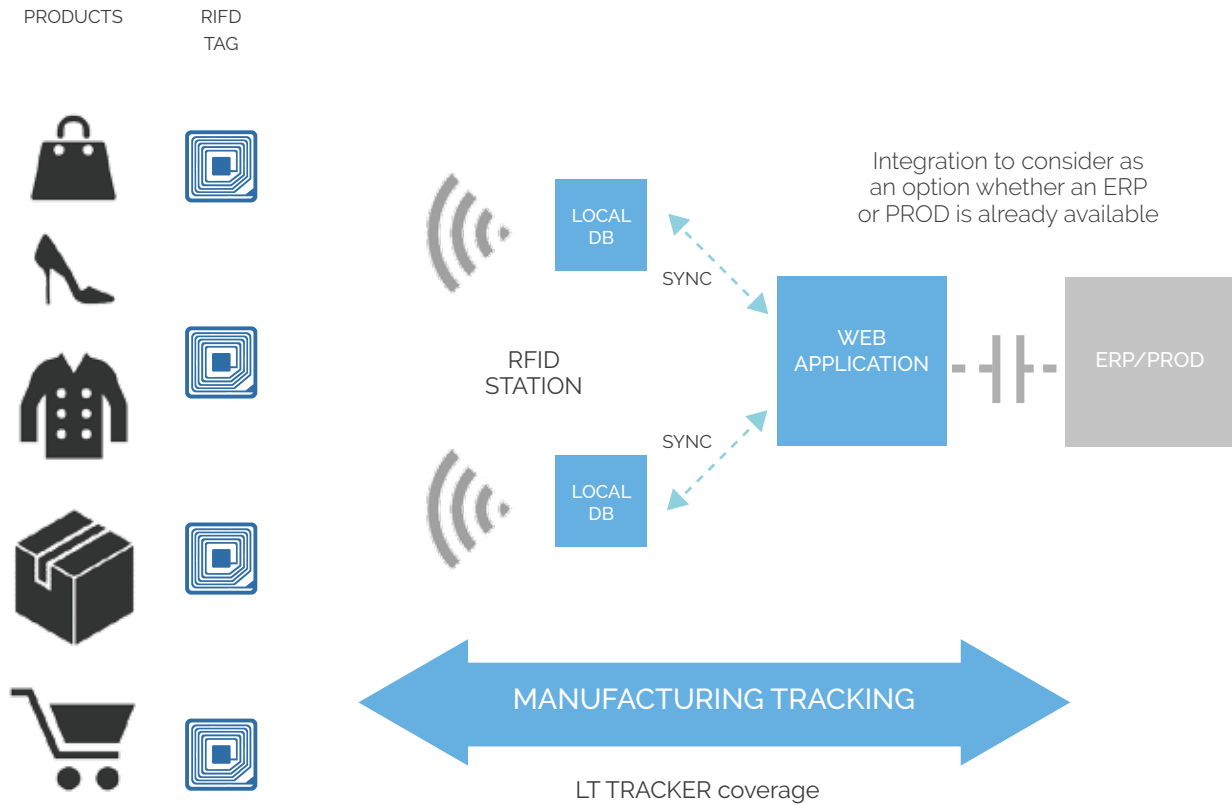 PRODUCTS
RIFD
TAG
Integration to consider as
an option whether an ERP
or PROD is already available
LOCAL
DB
SYNC
WEB
APPLICATION
ERP/PROD
RFID
STATION
SYNC
LOCAL
DB
MANUFACTURING TRACKING
LT TRACKER coverage